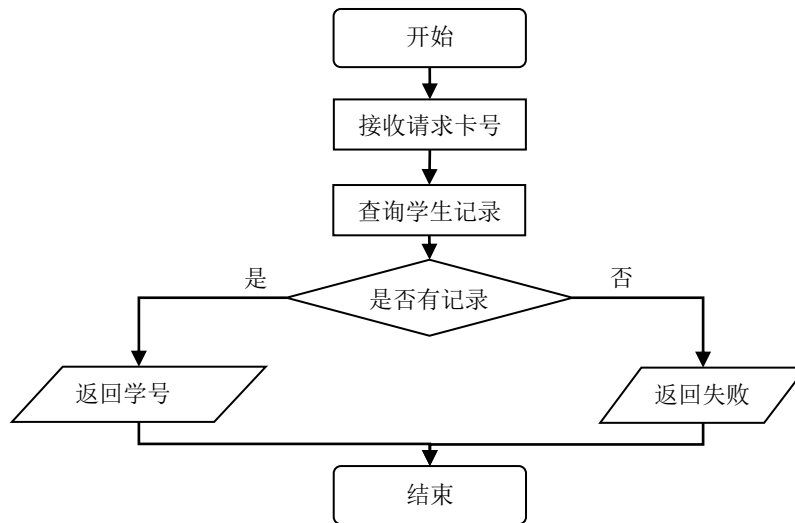 开始
接收请求卡号
查询学生记录
是
否
是否有记录
返回学号
返回失败
结束